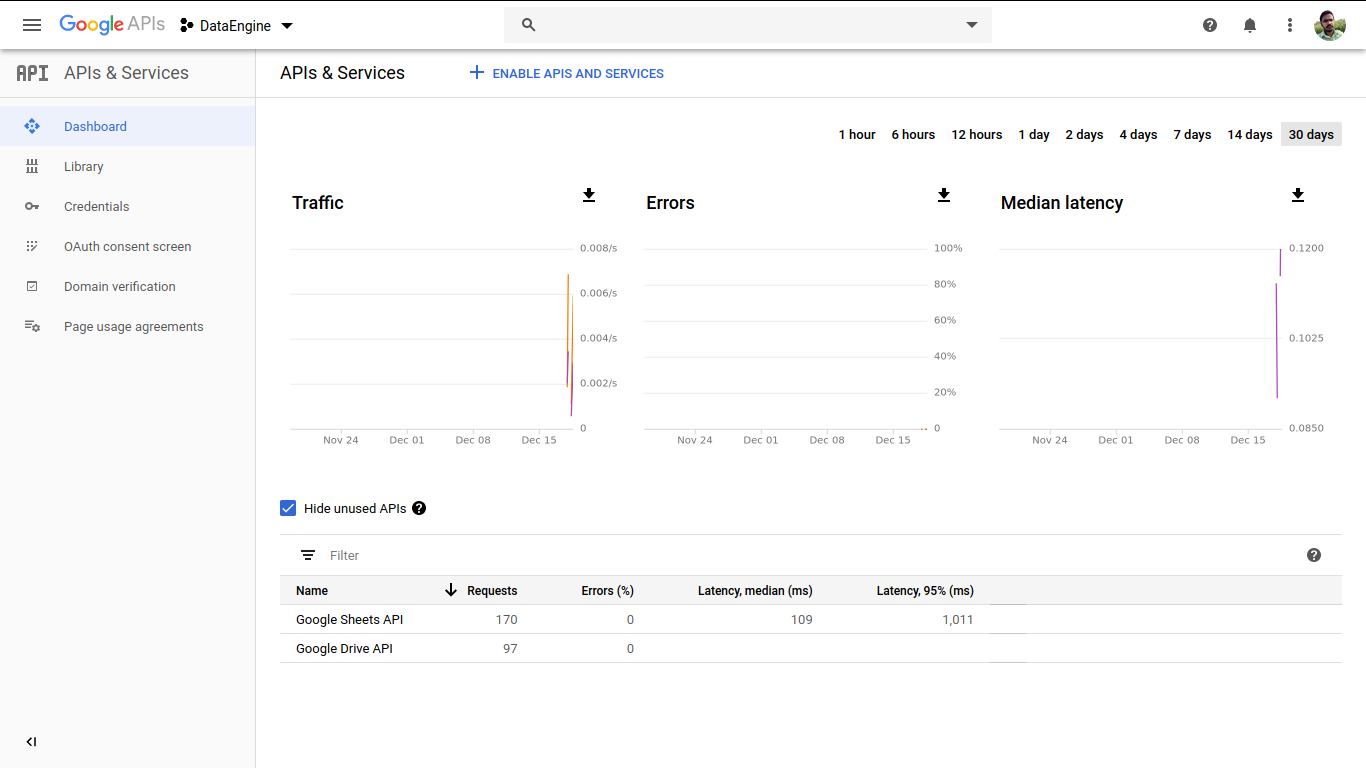 Google APIs DataEngine
API APIs & Services
APIs & Services
ENABLE APIS AND SERVICES
Dashboard
Library
Credentials
OAuth consent screen
Domain verification
Page usage agreements
1 hour 6 hours 12 hours 1 day 2 days 4 days 7 days 14 days 30 days
Traffic
0.008/s
0.006/s
0.004/s
0.002/s
0
Nov 24 Dec 01 Dec 08 Dec 15
Errors
100%
80%
60%
40%
20%
0
Nov 24 Dec 01 Dec 08 Dec 15
Median latency
0.1200
0.1025
0.0850
Nov 24 Dec 01 Dec 08 Dec 15
Hide unused APIs
Filter
Name Requests Errors (%) Latency, median (ms) Latency, 95% (ms)
Google Sheets API 170 0 109 1,011
Google Drive API 97 0